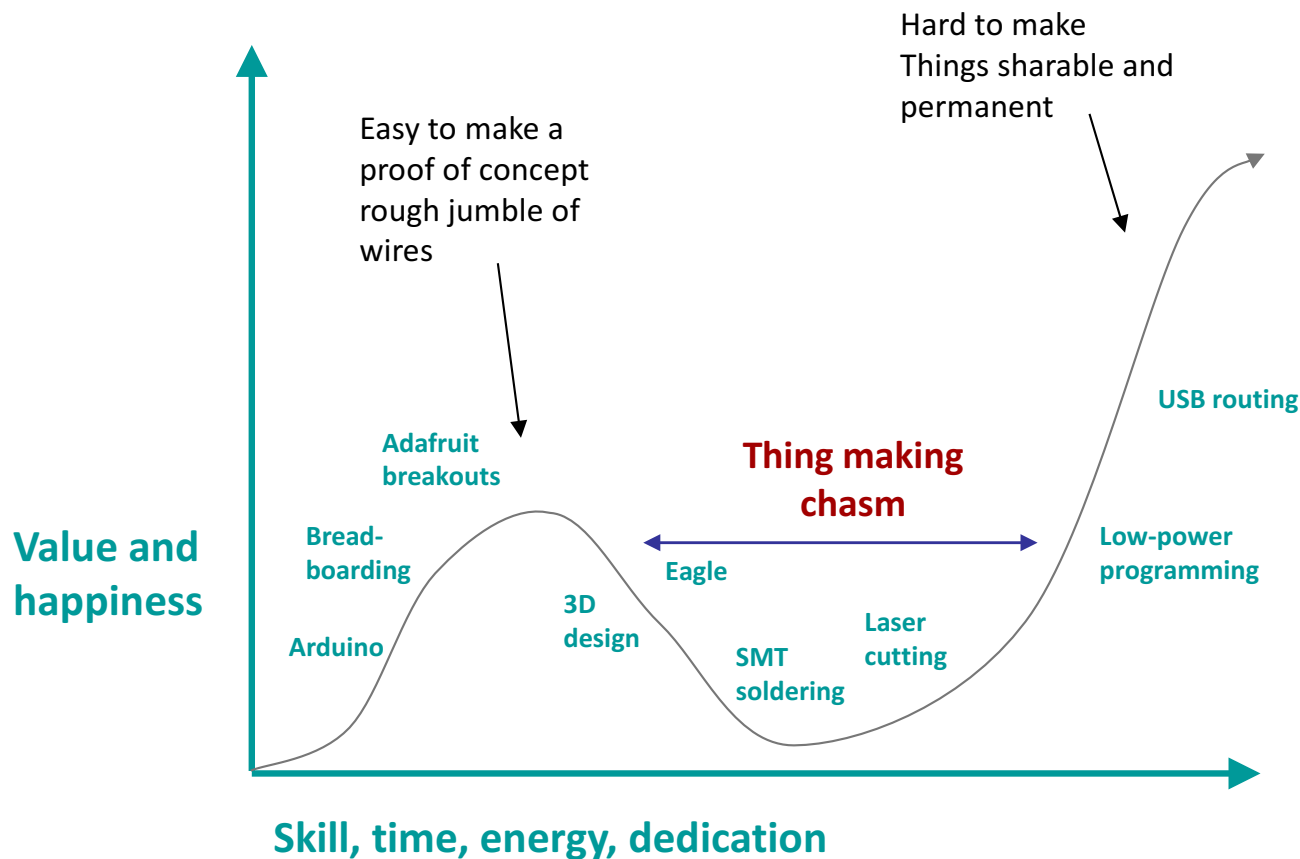 Hard to make
Things sharable and
permanent
Easy to make a
proof of concept
rough jumble of
wires
Adafruit
breakouts
Bread-
boarding
Arduino
3D
design
Thing making
chasm
Eagle
SMT
soldering
Laser
cutting
USB routing
Low-power
programming
Value and
happiness
Skill, time, energy, dedication